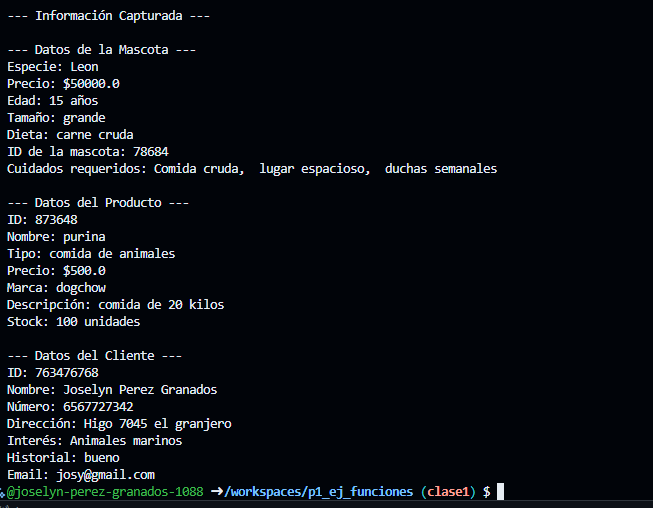 --- Información Capturada ---
--- Datos de la Mascota ---
Especie: Leon
Precio: $50000.0
Edad: 15 años
Tamaño: grande
Dieta: carne cruda
ID de la mascota: 78684
Cuidados requeridos: Comida cruda,  lugar espacioso,  duchas semanales
--- Datos del Producto ---
ID: 873648
Nombre: purina
Tipo: comida de animales
Precio: $500.0
Marca: dogchow
Descripción: comida de 20 kilos
Stock: 100 unidades
--- Datos del Cliente ---
ID: 763476768
Nombre: Joselyn Perez Granados
Número: 6567727342
Dirección: Higo 7045 el granjero
Interés: Animales marinos
Historial: bueno
Email: josy@gmail.com
@joselyn-perez-granados-1088 ➜/workspaces/p1_ej_funciones (clase1) $